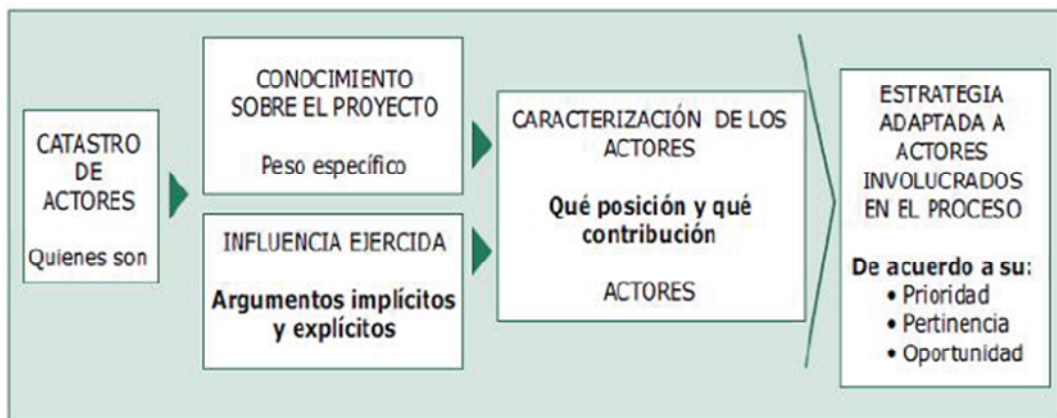 CATASTRO
DE
ACTORES
Quienes son
CONOCIMIENTO
SOBRE EL PROYECTO
Peso específico
INFLUENCIA EJERCIDA
Argumentos implícitos
y explícitos
CARACTERIZACIÓN DE LOS
ACTORES
Qué posición y qué
contribución
ACTORES
ESTRATEGIA
ADAPTADA A
ACTORES
INVOLUCRADOS
EN EL PROCESO
De acuerdo a su:
• Prioridad
• Pertinencia
• Oportunidad